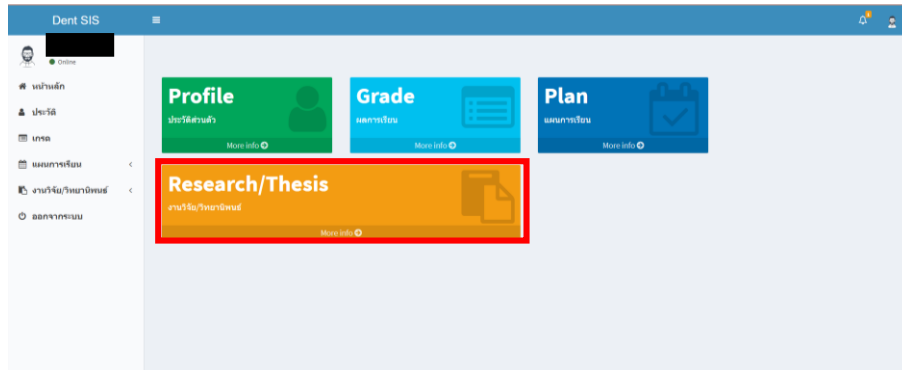 Dent SIS
Online
หน้าหลัก
ประวัติ
เกรด
แผนการเรียน
งานวิจัย/วิทยานิพนธ์
ออกจากระบบ
Profile
ประวัติส่วนตัว
More info
Grade
ผลการเรียน
More info
Plan
แผนการเรียน
More info
Research/Thesis
งานวิจัย/วิทยานิพนธ์
More info